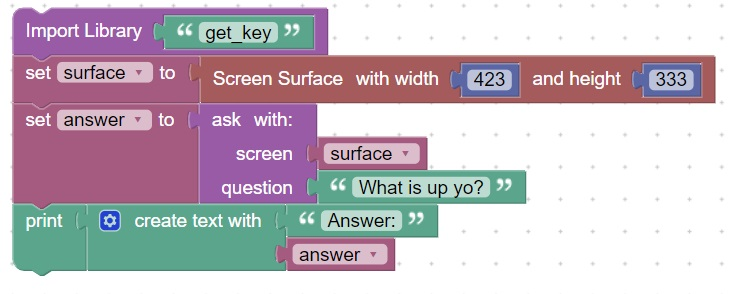 Import Library “ get_key ”
set surface to Screen Surface with width 423 and height 333
set answer to ask with:
screen surface
question “ What is up yo? ”
print create text with “ Answer: ”
answer